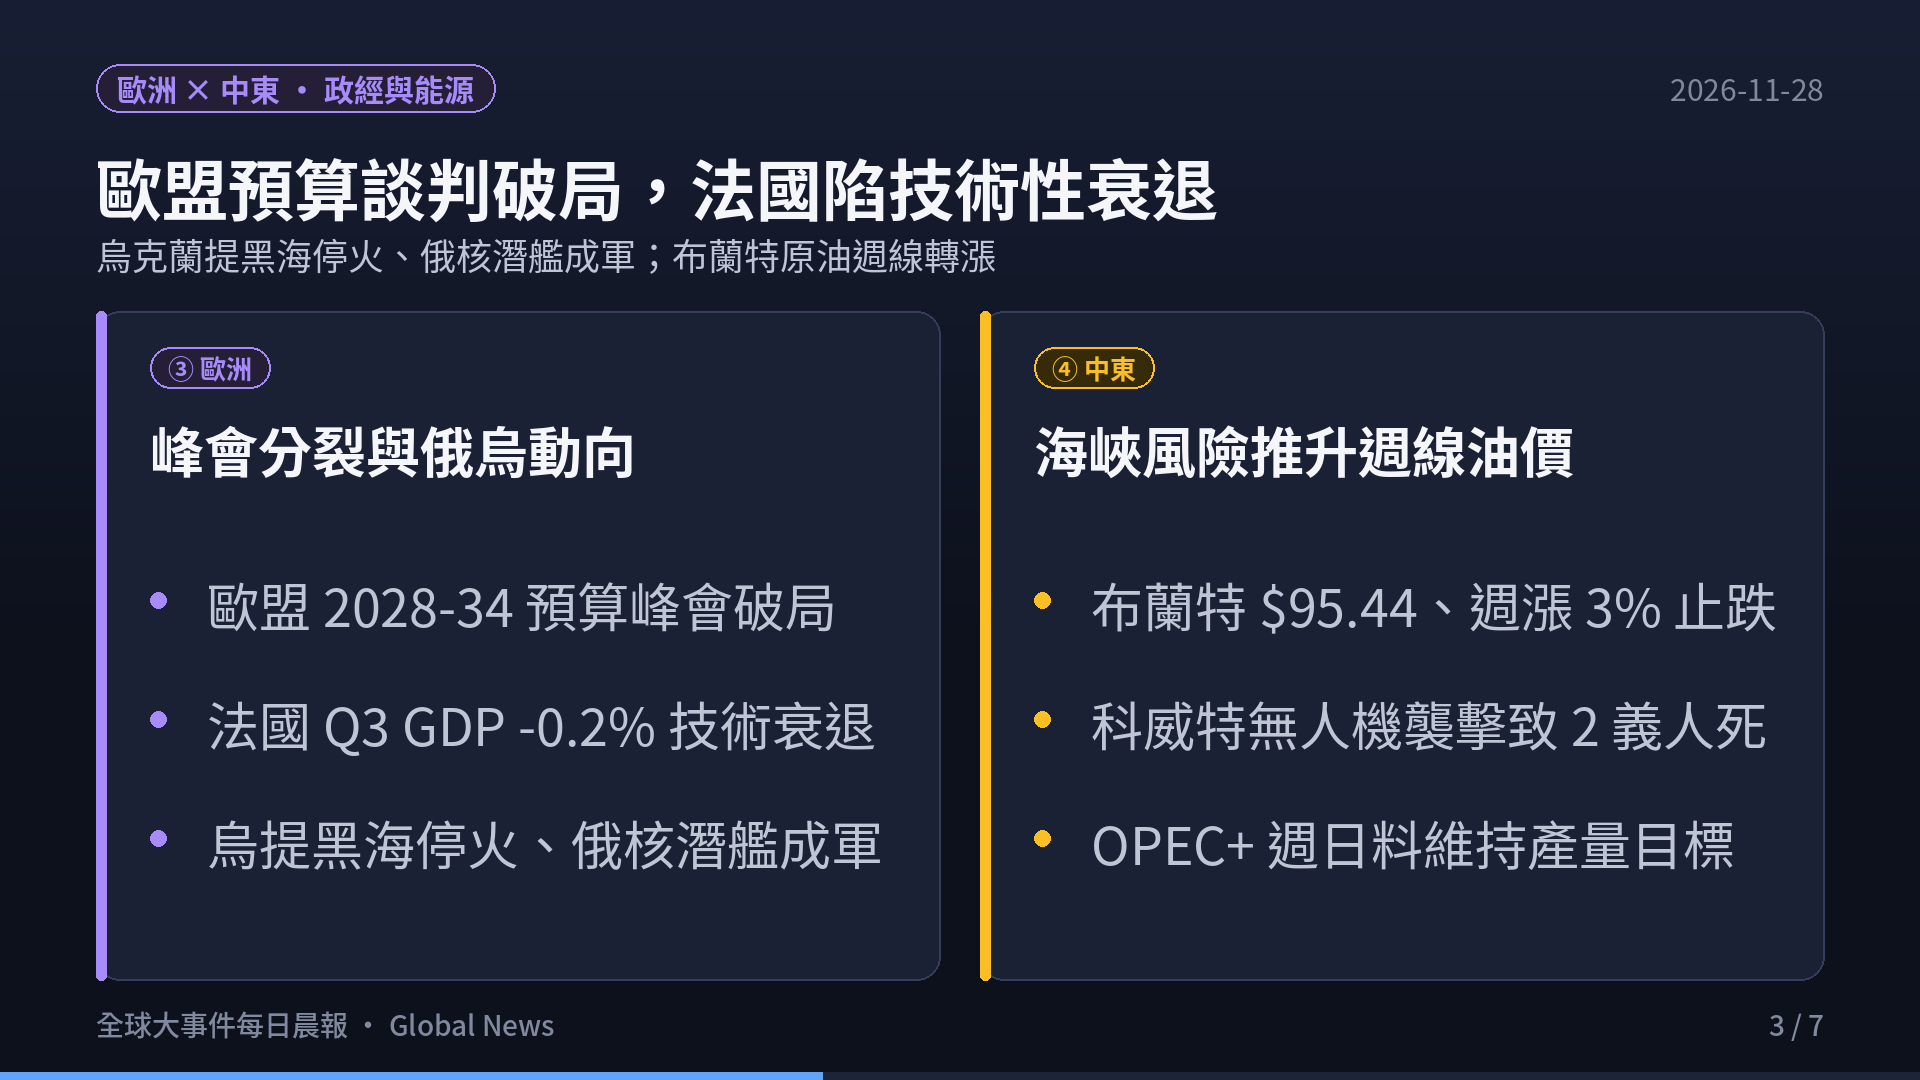 歐洲 × 中東 · 政經與能源
2026-11-28
歐盟預算談判破局，法國陷技術性衰退
烏克蘭提黑海停火、俄核潛艦成軍；布蘭特原油週線轉漲
③ 歐洲
峰會分裂與俄烏動向
• 歐盟 2028-34 預算峰會破局
• 法國 Q3 GDP -0.2% 技術衰退
• 烏提黑海停火、俄核潛艦成軍
④ 中東
海峽風險推升週線油價
• 布蘭特 $95.44、週漲 3% 止跌
• 科威特無人機襲擊致 2 義人死
• OPEC+ 週日料維持產量目標
全球大事件每日晨報 · Global News
3 / 7